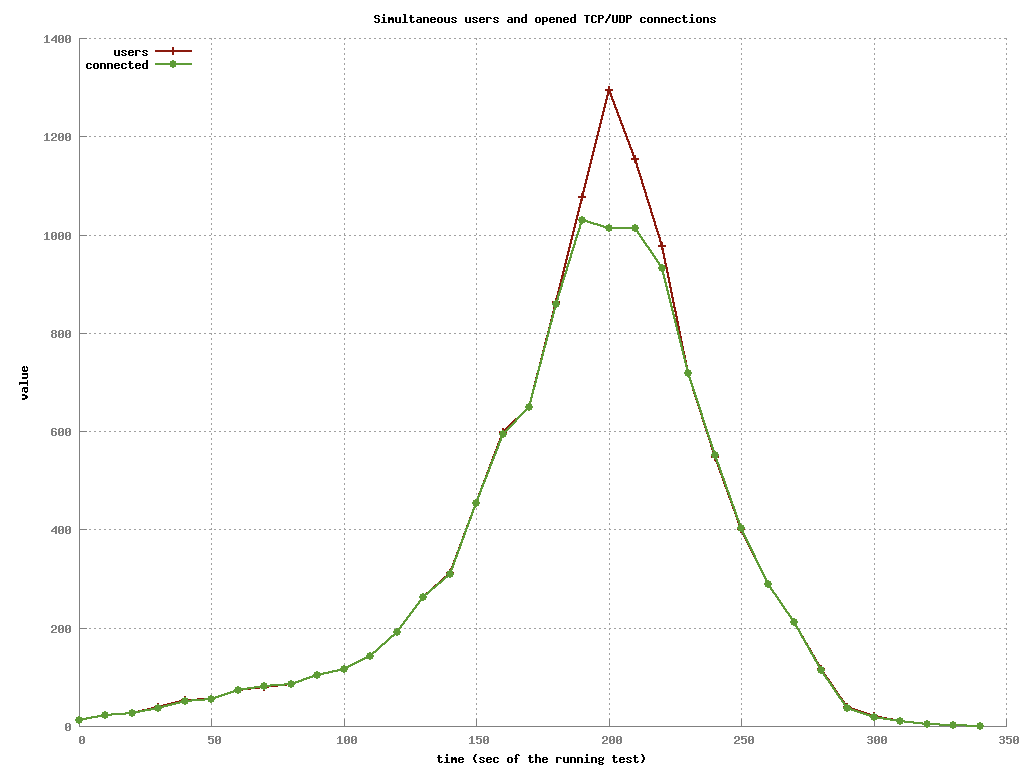 Simultaneous users and opened TCP/UDP connections
1400
users
connected
1200
1000
800
value
600
400
200
0
0 50 100 150 200 250 300 350
time (sec of the running test)